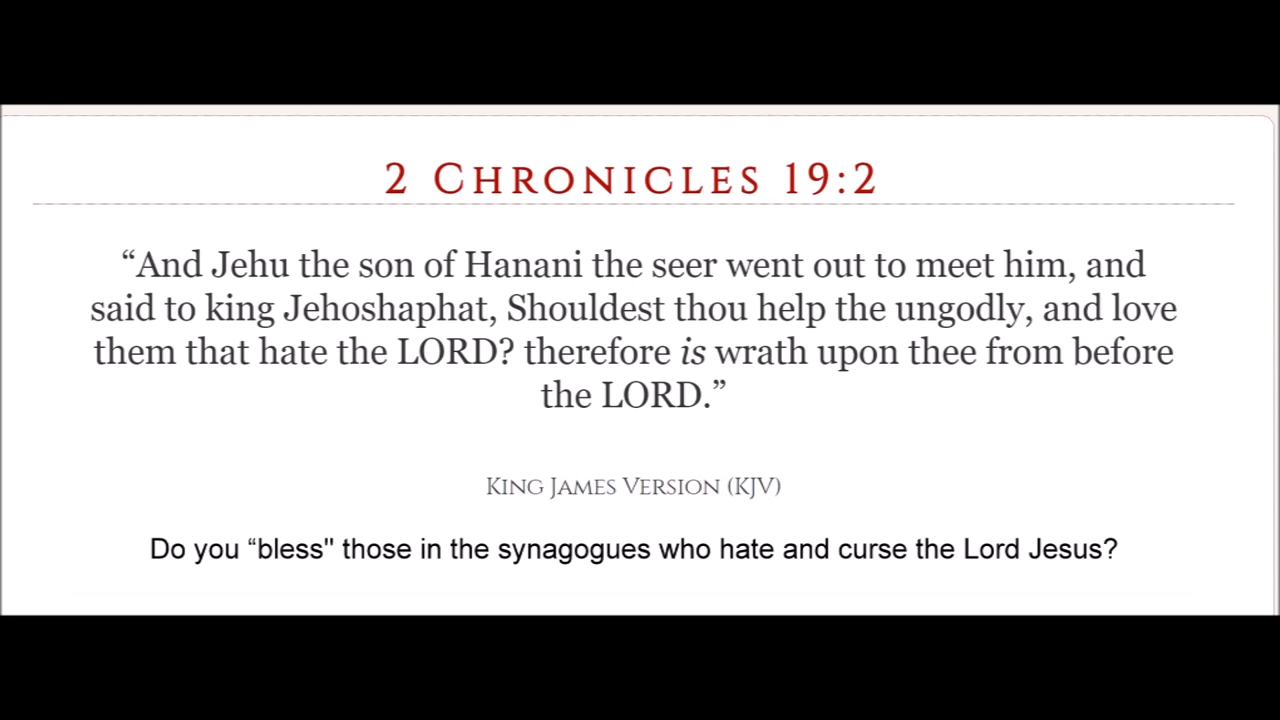 2 Chronicles 19:2
“And Jehu the son of Hanani the seer went out to meet him, and
said to king Jehoshaphat, Shouldest thou help the ungodly, and love
them that hate the LORD? therefore is wrath upon thee from before
the LORD.”
King James Version (KJV)
Do you “bless" those in the synagogues who hate and curse the Lord Jesus?